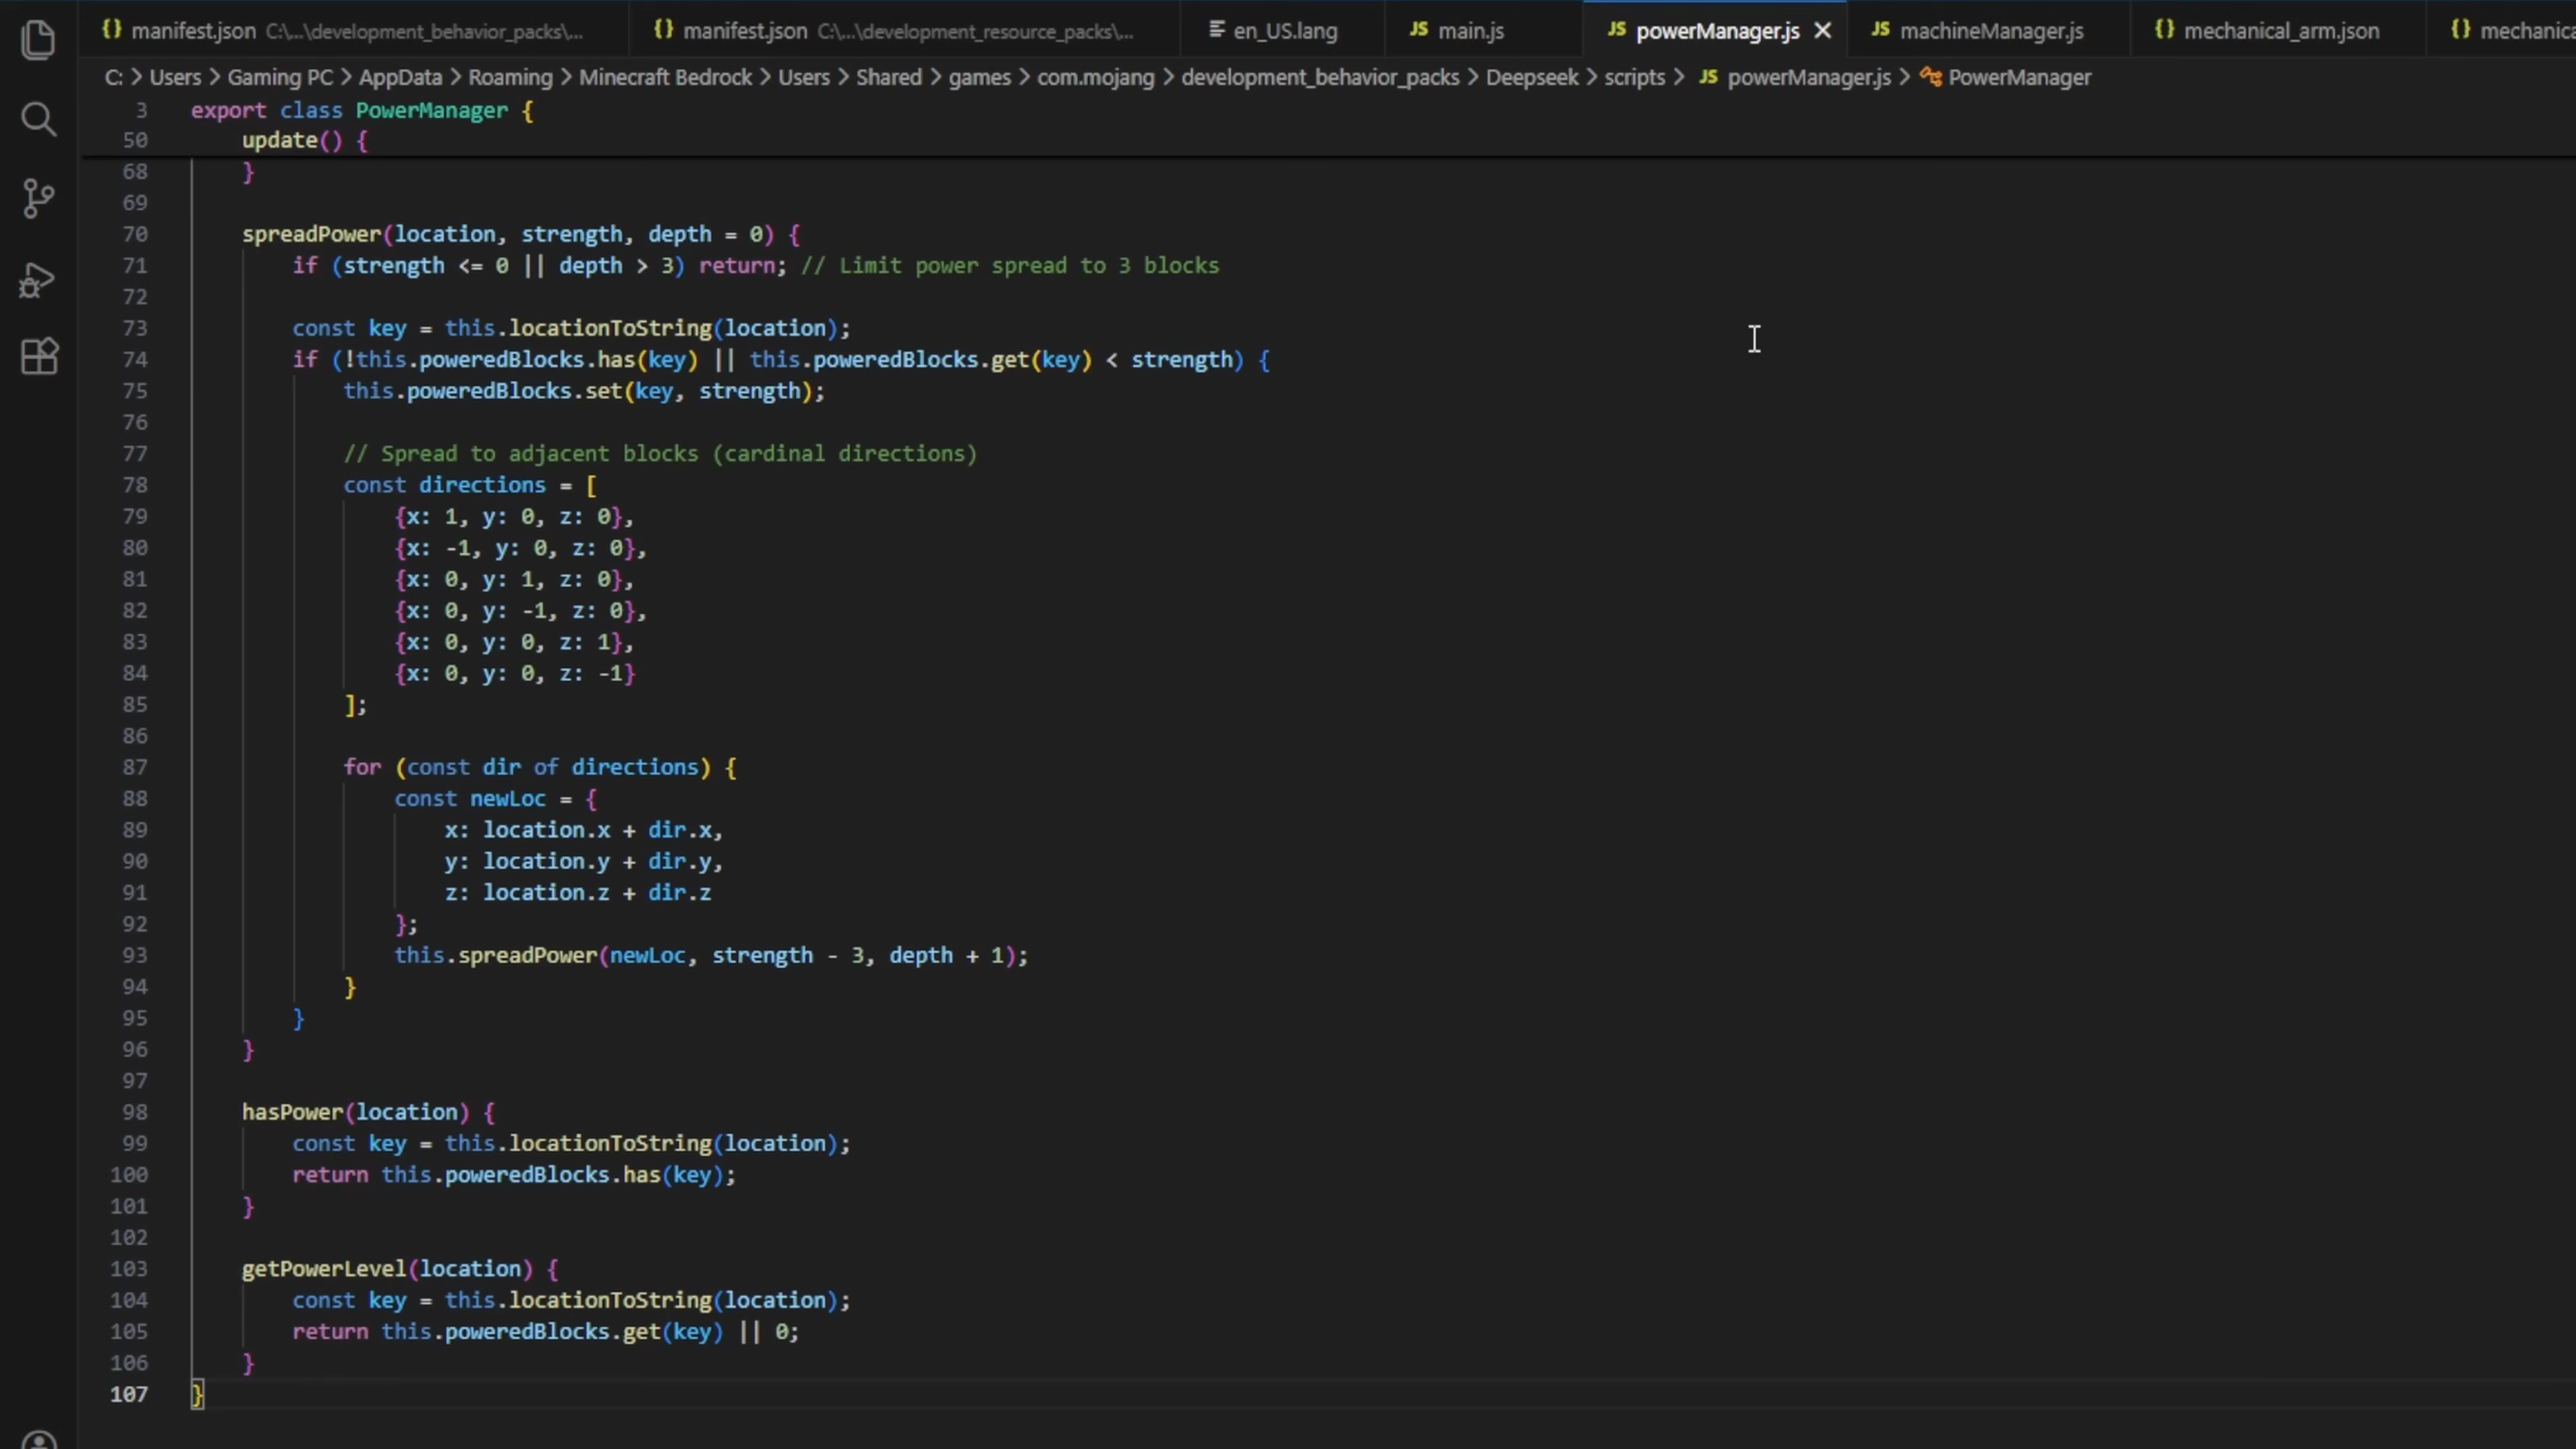 manifest.json C:\...\development_behavior_packs\... manifest.json C:\...\development_resource_packs\... en_US.lang JS main.js JS powerManager.js JS machineManager.js mechanical_arm.json mechanica
C: > Users > Gaming PC > AppData > Roaming > Minecraft Bedrock > Users > Shared > games > com.mojang > development_behavior_packs > Deepseek > scripts > JS powerManager.js > PowerManager
3 export class PowerManager {
50     update() {
68     }
69
70     spreadPower(location, strength, depth = 0) {
71         if (strength <= 0 || depth > 3) return; // Limit power spread to 3 blocks
72
73         const key = this.locationToString(location);
74         if (!this.poweredBlocks.has(key) || this.poweredBlocks.get(key) < strength) {
75             this.poweredBlocks.set(key, strength);
76
77             // Spread to adjacent blocks (cardinal directions)
78             const directions = [
79                 {x: 1, y: 0, z: 0},
80                 {x: -1, y: 0, z: 0},
81                 {x: 0, y: 1, z: 0},
82                 {x: 0, y: -1, z: 0},
83                 {x: 0, y: 0, z: 1},
84                 {x: 0, y: 0, z: -1}
85             ];
86
87             for (const dir of directions) {
88                 const newLoc = {
89                     x: location.x + dir.x,
90                     y: location.y + dir.y,
91                     z: location.z + dir.z
92                 };
93                 this.spreadPower(newLoc, strength - 3, depth + 1);
94             }
95         }
96     }
97
98     hasPower(location) {
99         const key = this.locationToString(location);
100         return this.poweredBlocks.has(key);
101     }
102
103     getPowerLevel(location) {
104         const key = this.locationToString(location);
105         return this.poweredBlocks.get(key) || 0;
106     }
107 }